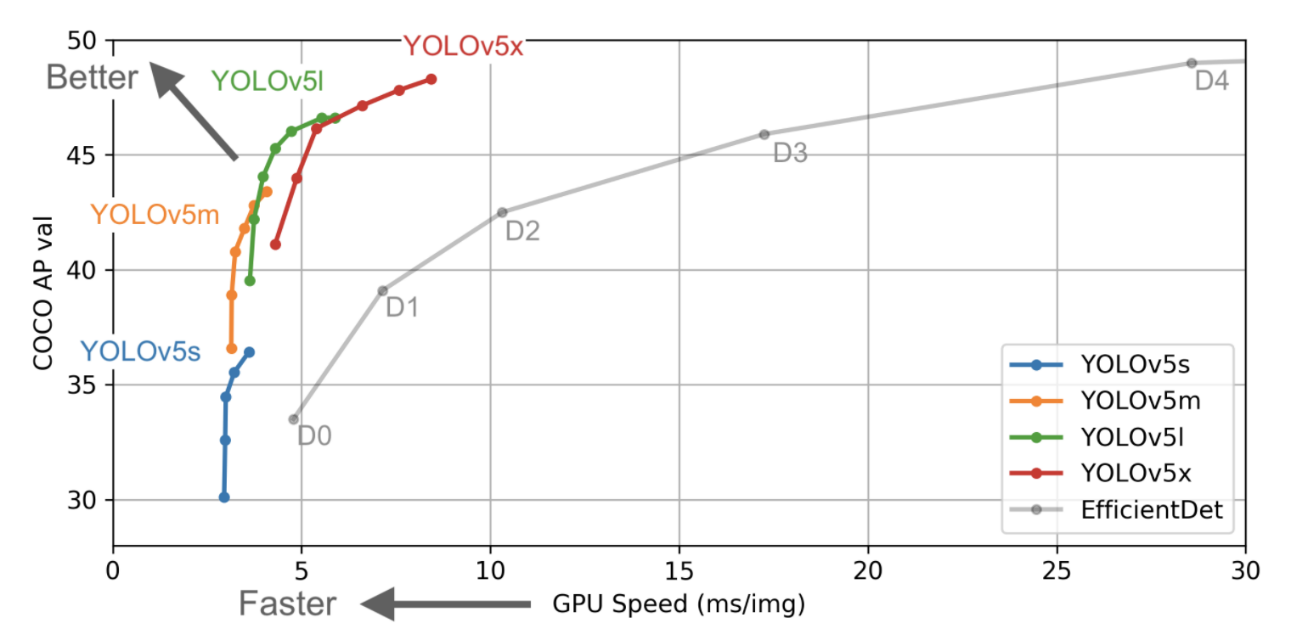 50
YOLOv5x
Better
YOLOv5l
D4
45
D3
YOLOv5m
D2
COCO AP val
40
D1
YOLOv5s
35
D0
30
YOLOv5s
YOLOv5m
YOLOv5l
YOLOv5x
EfficientDet
0 5 10 15 20 25 30
Faster GPU Speed (ms/img)